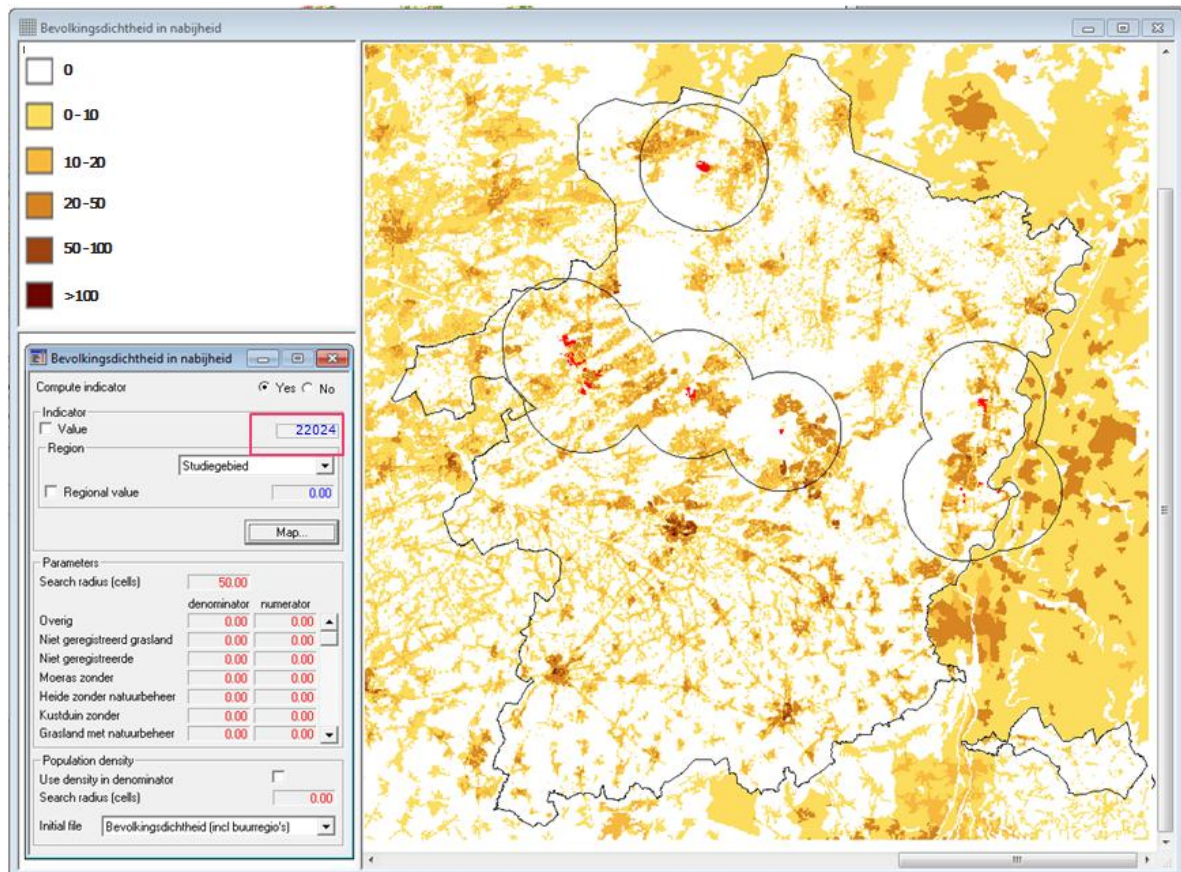 Bevolkingsdichtheid in nabijheid
0
0-10
10-20
20-50
50-100
>100
Bevolkingsdichtheid in nabijheid
Compute indicator Yes No
Indicator
Value 22024
Region
Studiegebied
Regional value 0.00
Map...
Parameters
Search radius (cells) 50.00
denominator numerator
Overig 0.00 0.00
Niet geregistreerd grasland 0.00 0.00
Niet geregistreerde 0.00 0.00
Moeras zonder 0.00 0.00
Heide zonder natuurbeheer 0.00 0.00
Kustduin zonder 0.00 0.00
Grasland met natuurbeheer 0.00 0.00
Population density
Use density in denominator
Search radius (cells) 0.00
Initial file Bevolkingsdichtheid (incl buurregio's)